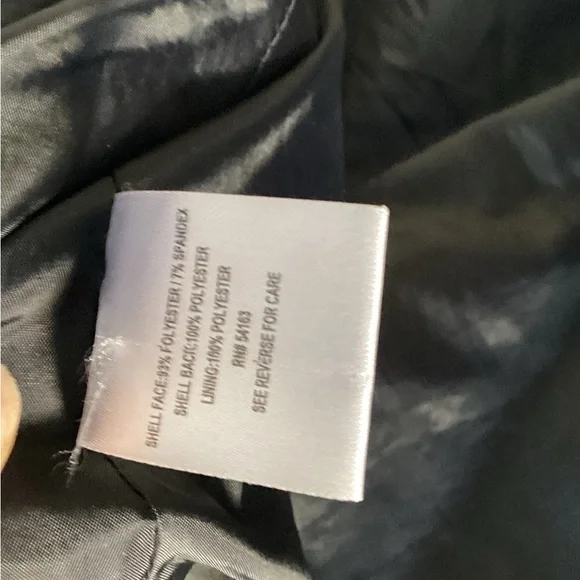 SHELL FACE:93% POLYESTER / 7% SPANDEX
SHELL BACK:100% POLYESTER
LINING:100% POLYESTER
RN# 54163
SEE REVERSE FOR CARE